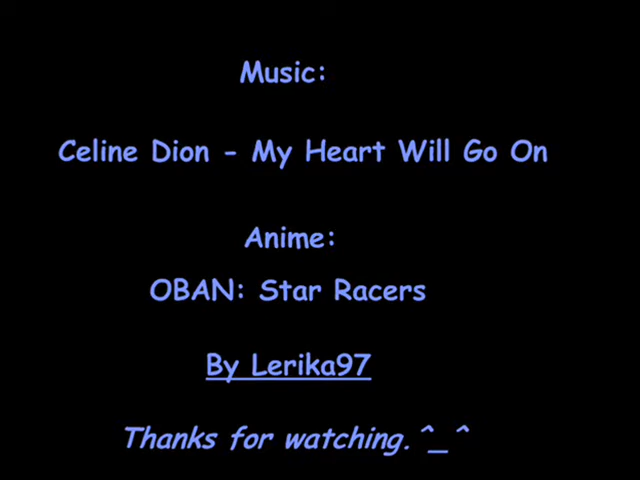 Music:
Celine Dion - My Heart Will Go On
Anime:
OBAN: Star Racers
By Lerika97
Thanks for watching.^_^